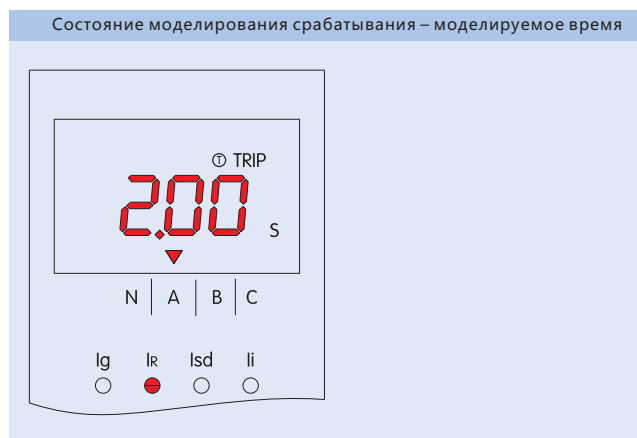 Состояние моделирования срабатывания – моделируемое время
Ⓣ TRIP
2.00
S
N A B C
Ig IR Isd Ii